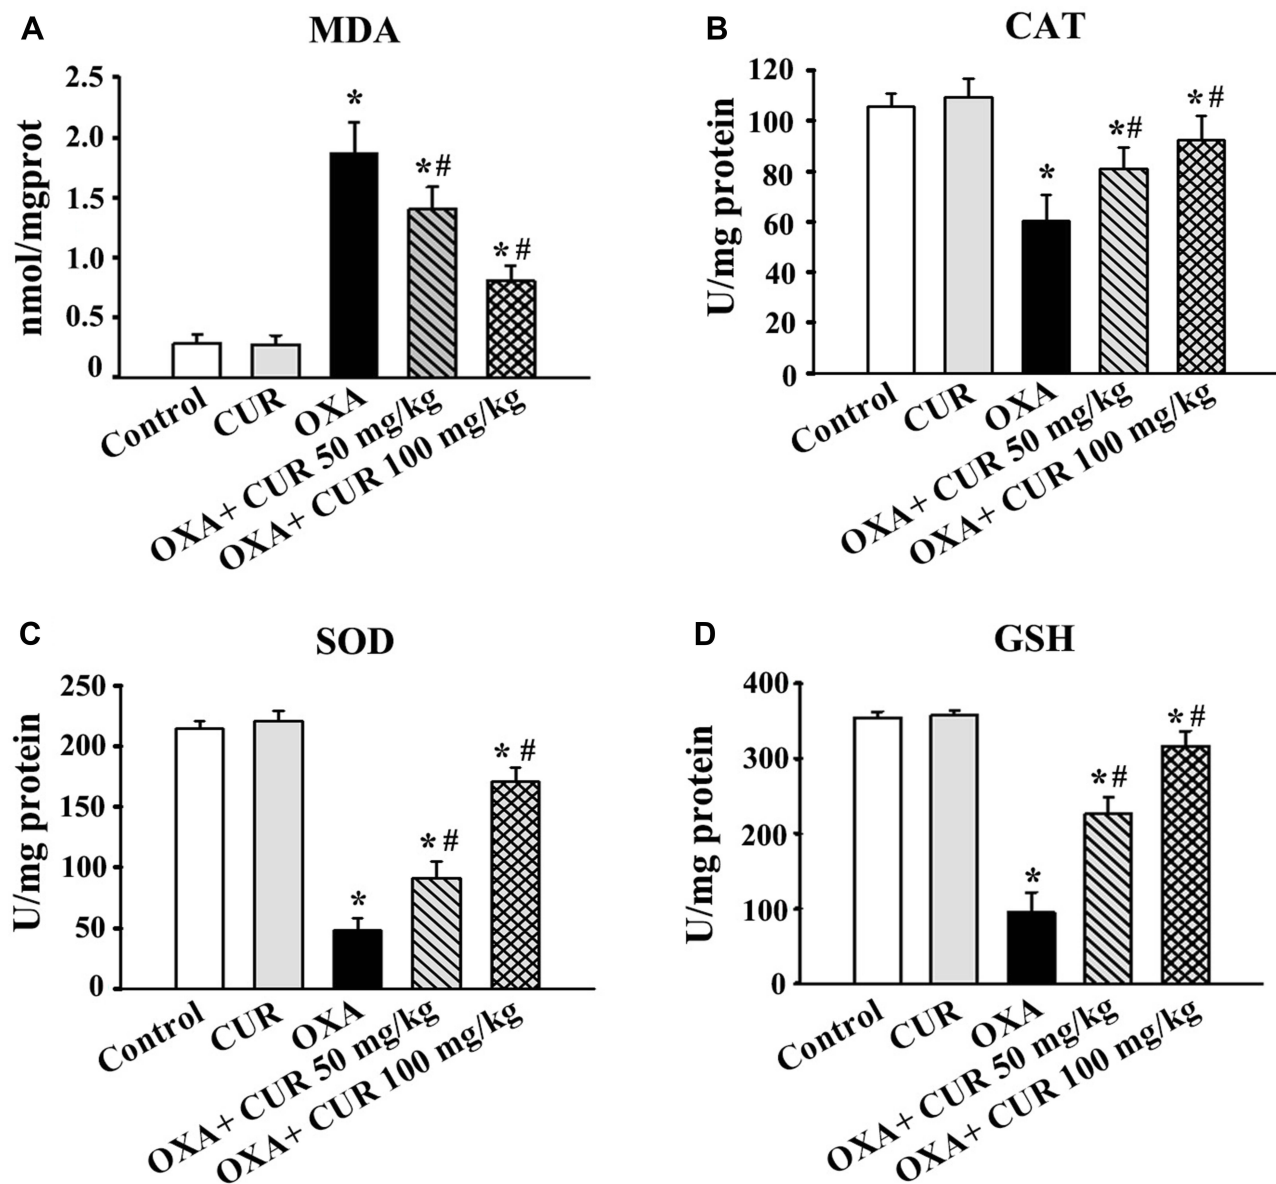 A
MDA
nmol/mgprot
2.5
2.0
1.5
1.0
0.5
0
*
*#
*#
Control
CUR
OXA
OXA+ CUR 50 mg/kg
OXA+ CUR 100 mg/kg
B
CAT
U/mg protein
120
100
80
60
40
20
0
*
*#
*#
Control
CUR
OXA
OXA+ CUR 50 mg/kg
OXA+ CUR 100 mg/kg
C
SOD
U/mg protein
250
200
150
100
50
0
*
*#
*#
Control
CUR
OXA
OXA+ CUR 50 mg/kg
OXA+ CUR 100 mg/kg
D
GSH
U/mg protein
400
300
200
100
0
*
*#
*#
Control
CUR
OXA
OXA+ CUR 50 mg/kg
OXA+ CUR 100 mg/kg